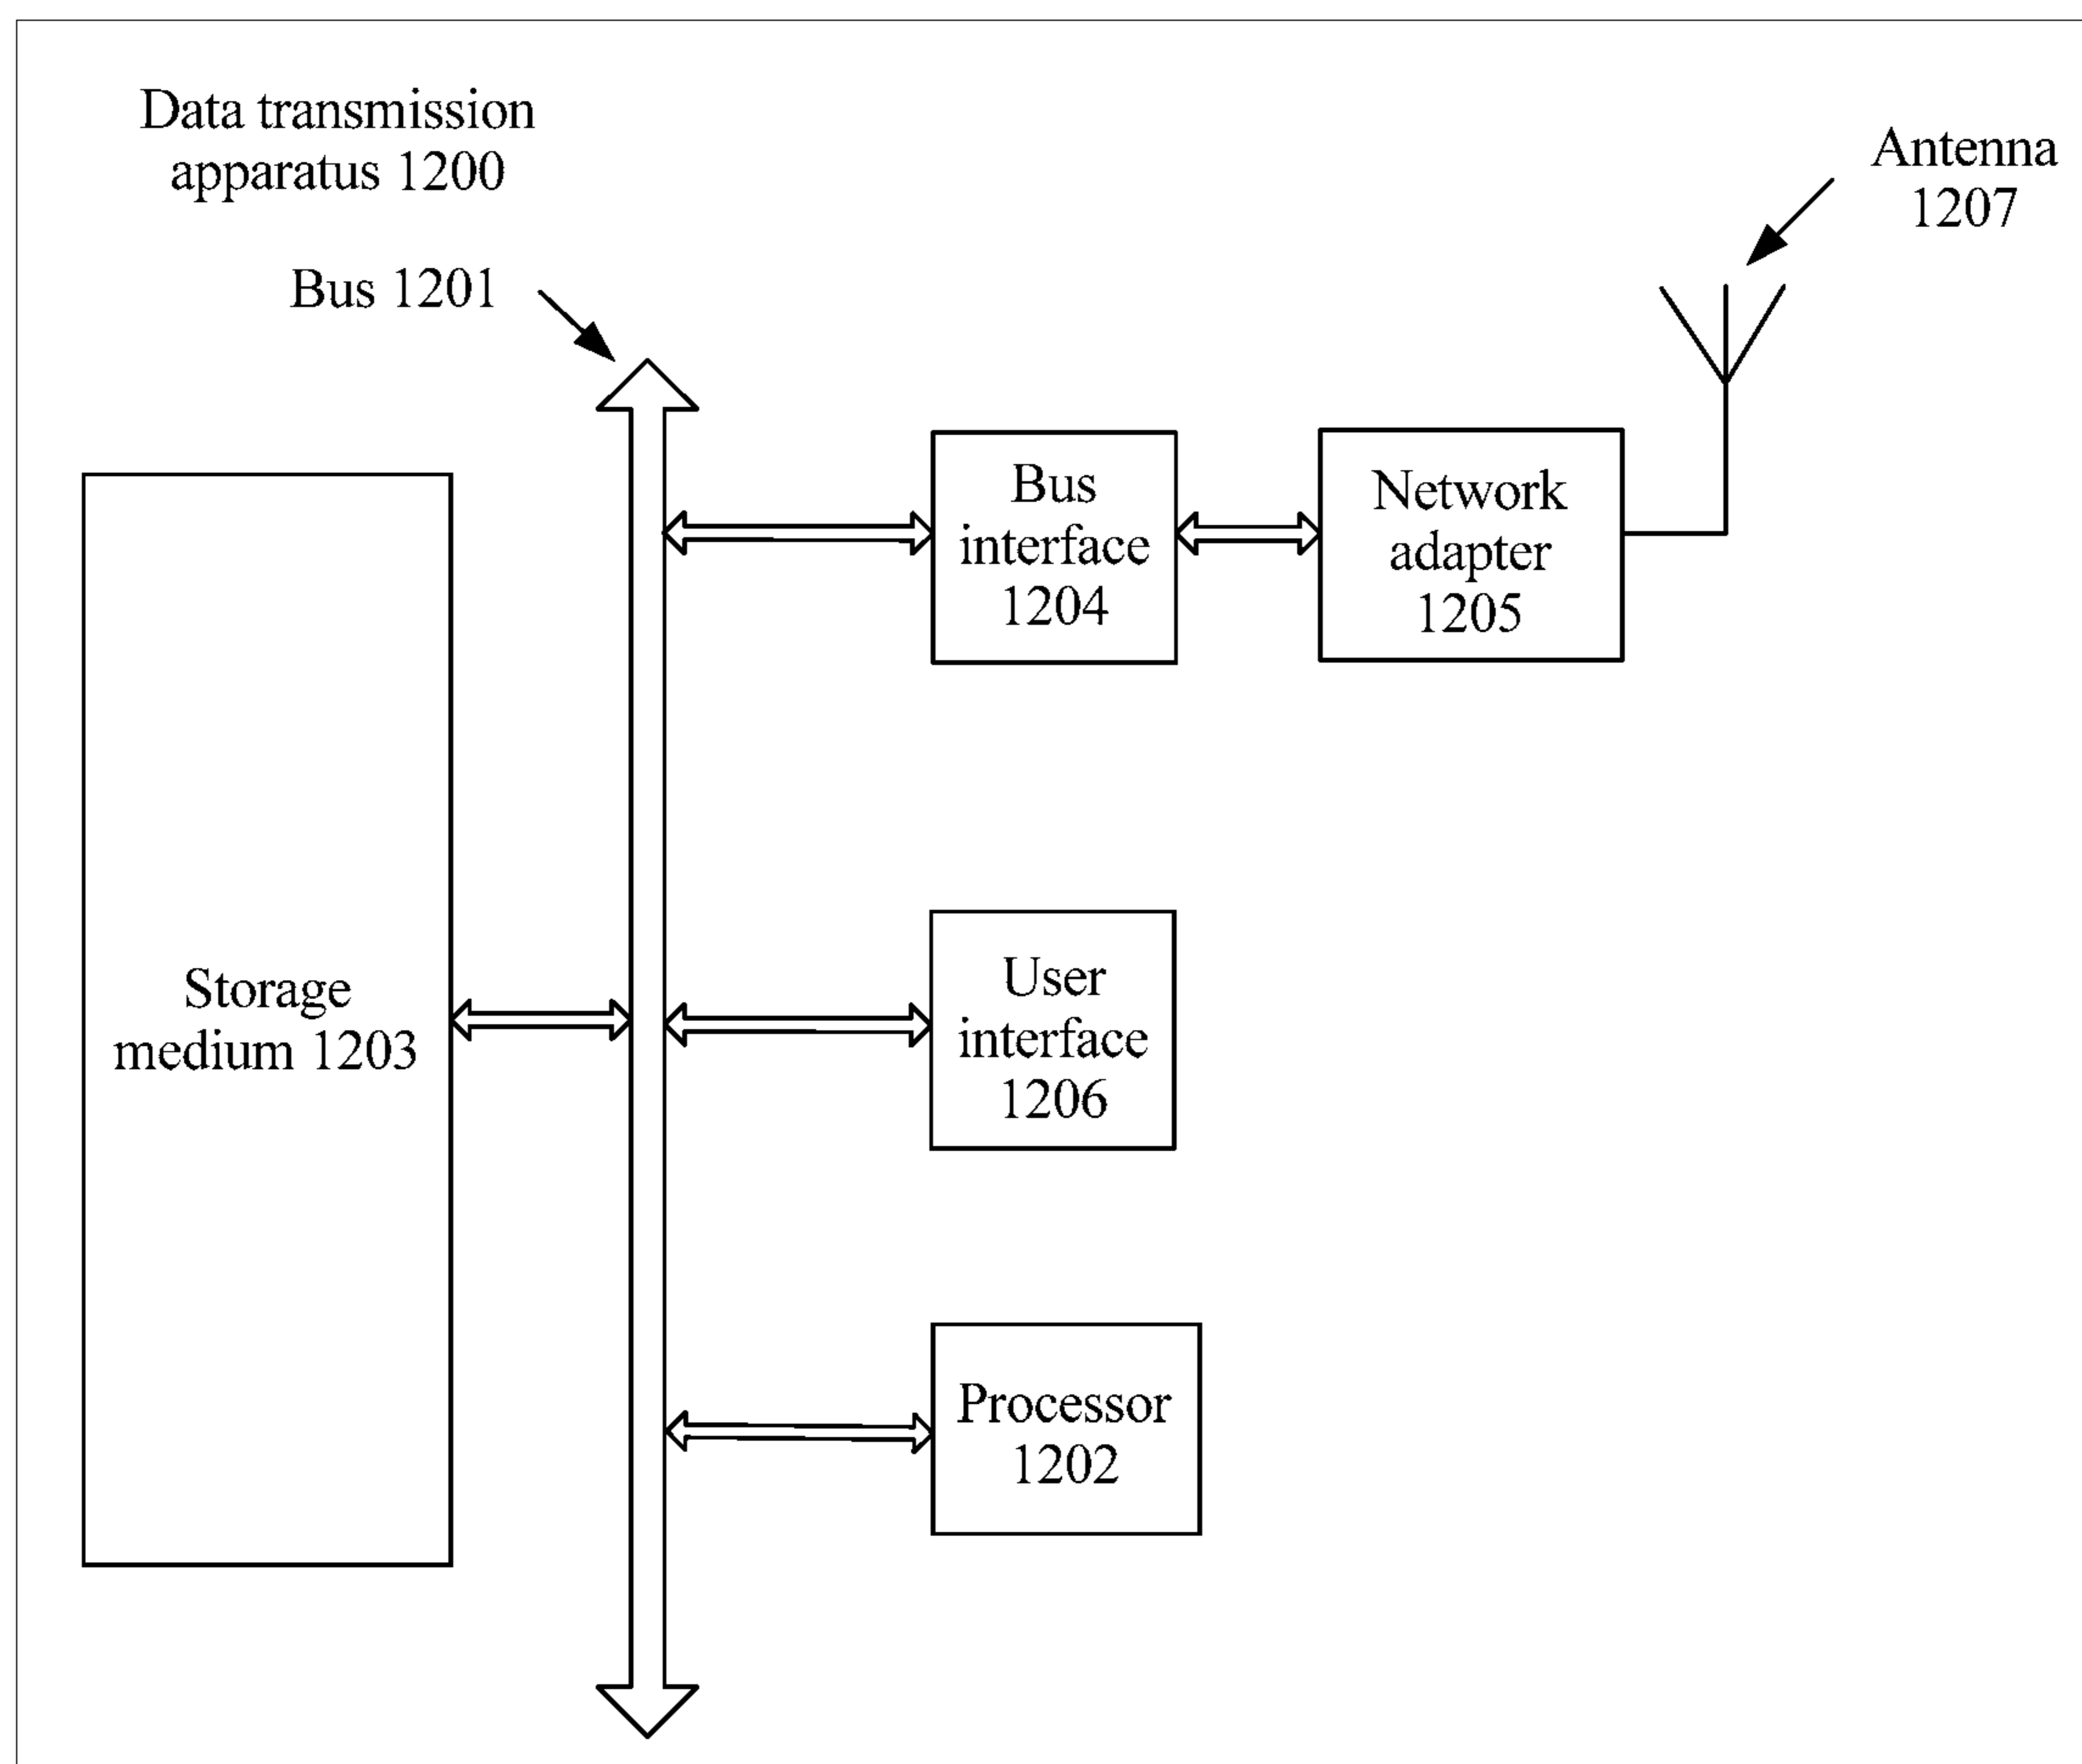 Data transmission
apparatus 1200
Antenna
1207
Bus 1201
Bus
interface
1204
Network
adapter
1205
Storage
medium 1203
User
interface
1206
Processor
1202